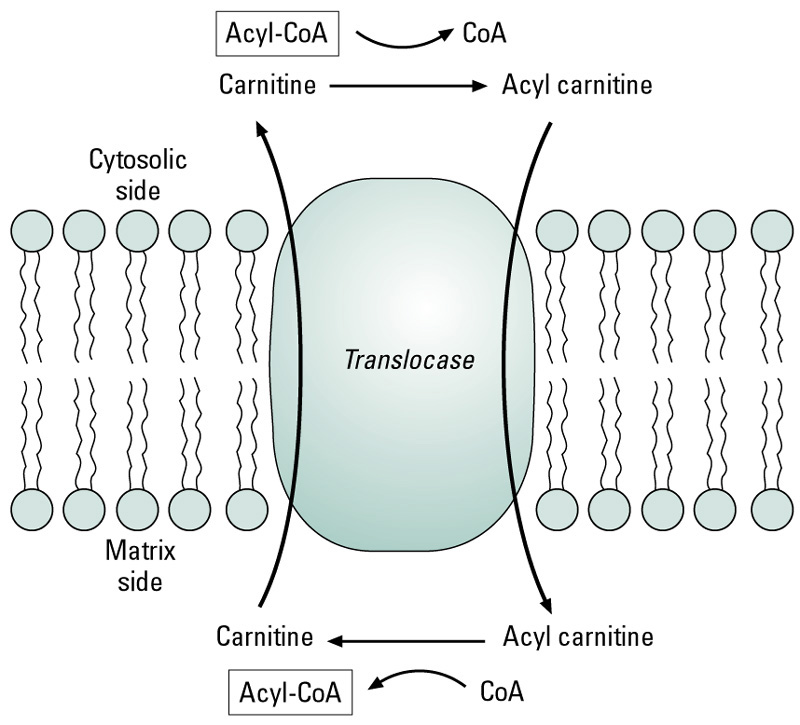 Acyl-CoA CoA
Carnitine Acyl carnitine
Cytosolic
side
Translocase
Matrix
side
Carnitine Acyl carnitine
Acyl-CoA CoA